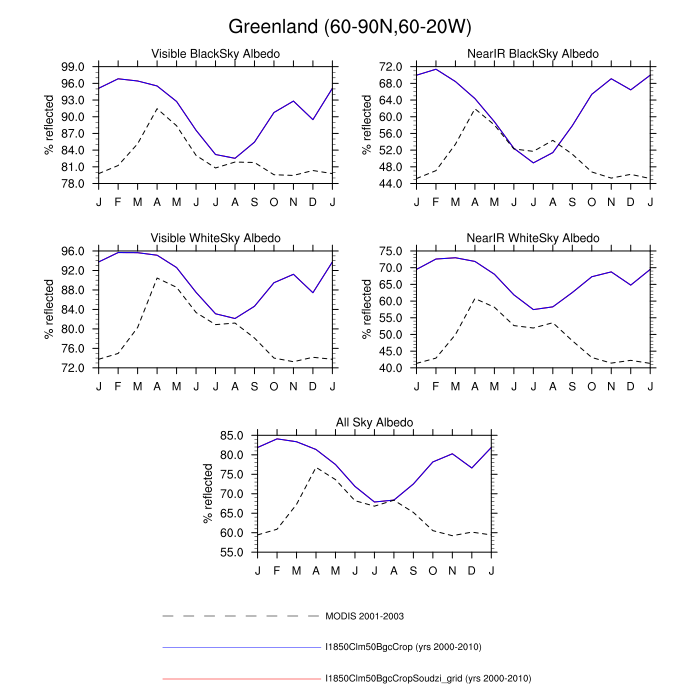 Greenland (60-90N,60-20W)
Visible BlackSky Albedo
% reflected
99.0
96.0
93.0
90.0
87.0
84.0
81.0
78.0
J F M A M J J A S O N D J
NearIR BlackSky Albedo
% reflected
72.0
68.0
64.0
60.0
56.0
52.0
48.0
44.0
J F M A M J J A S O N D J
Visible WhiteSky Albedo
% reflected
96.0
92.0
88.0
84.0
80.0
76.0
72.0
J F M A M J J A S O N D J
NearIR WhiteSky Albedo
% reflected
75.0
70.0
65.0
60.0
55.0
50.0
45.0
40.0
J F M A M J J A S O N D J
All Sky Albedo
% reflected
85.0
80.0
75.0
70.0
65.0
60.0
55.0
J F M A M J J A S O N D J
MODIS 2001-2003
I1850Clm50BgcCrop (yrs 2000-2010)
I1850Clm50BgcCropSoudzi_grid (yrs 2000-2010)